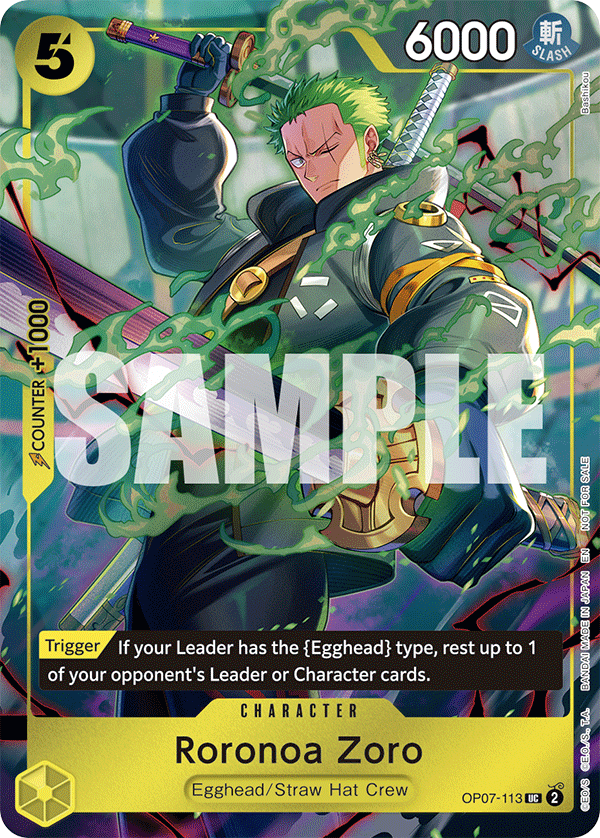 5
6000
斬
SLASH
Bashikou
COUNTER +1000
SAMPLE
Trigger If your Leader has the {Egghead} type, rest up to 1
of your opponent's Leader or Character cards.
CHARACTER
Roronoa Zoro
Egghead/Straw Hat Crew
OP07-113 UC 2
©EO/S ©E.O./S., T.A. BANDAI MADE IN JAPAN EN NOT FOR SALE